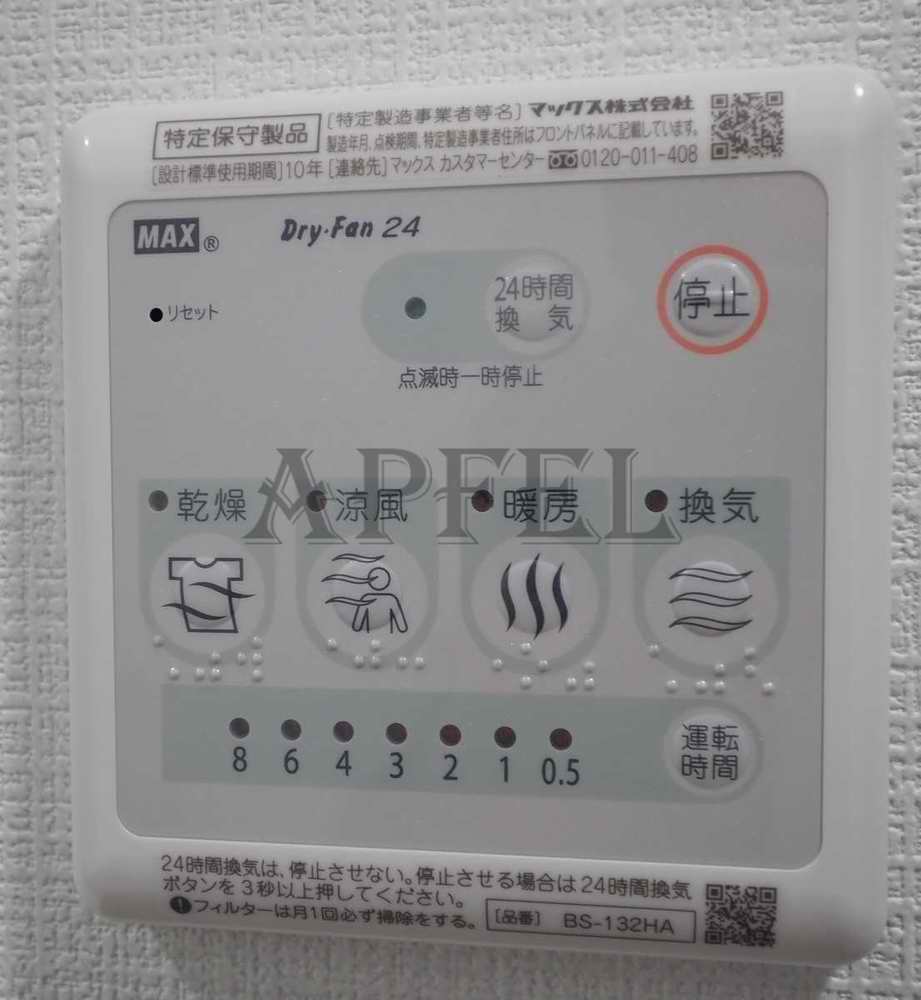 特定保守製品
[特定製造事業者等名] マックス株式会社
製造年月、点検期間、特定製造事業者住所はフロントパネルに記載しています。
[設計標準使用期間]10年 [連絡先]マックス カスタマーセンター 0120-011-408
MAX®
Dry・Fan 24
リセット
24時間
換 気
停止
点滅時一時停止
APFEL
乾燥
涼風
暖房
換気
8 6 4 3 2 1 0.5
運転
時間
24時間換気は、停止させない。停止させる場合は24時間換気
ボタンを3秒以上押してください。
❶フィルターは月1回必ず掃除をする。
[品番] BS-132HA